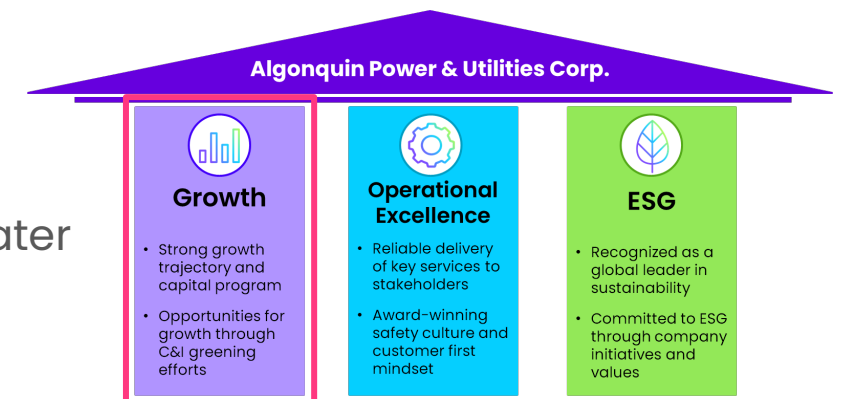 Algonquin Power & Utilities Corp.
ater
Growth
• Strong growth
trajectory and
capital program
• Opportunities for
growth through
C&I greening
efforts
Operational
Excellence
• Reliable delivery
of key services to
stakeholders
• Award-winning
safety culture and
customer first
mindset
ESG
• Recognized as a
global leader in
sustainability
• Committed to ESG
through company
initiatives and
values